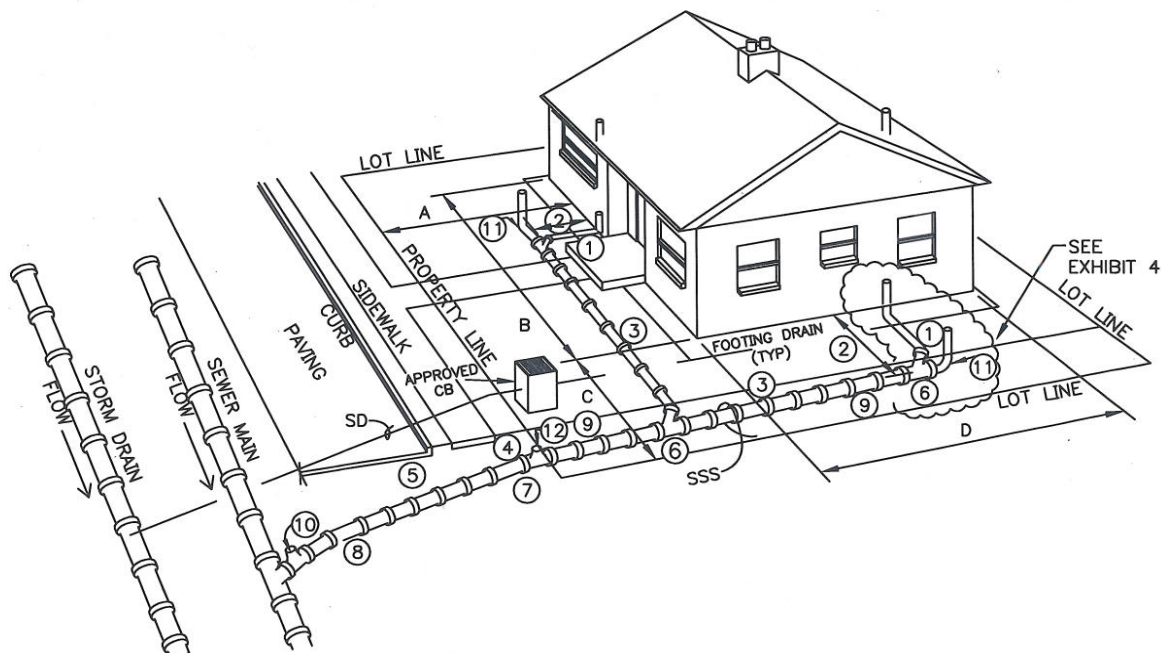 LOT LINE
A
②
⑪
①
SEE
EXHIBIT 4
PROPERTY LINE
SIDEWALK
CURB
PAVING
B
③
FOOTING DRAIN
(TYP)
②
①
LOT LINE
⑪
STORM DRAIN
FLOW
SEWER MAIN
FLOW
APPROVED
CB
C
③
⑥
⑨
LOT LINE
SD
⑫
⑨
④
⑥
D
⑤
⑦
SSS
⑩
⑧